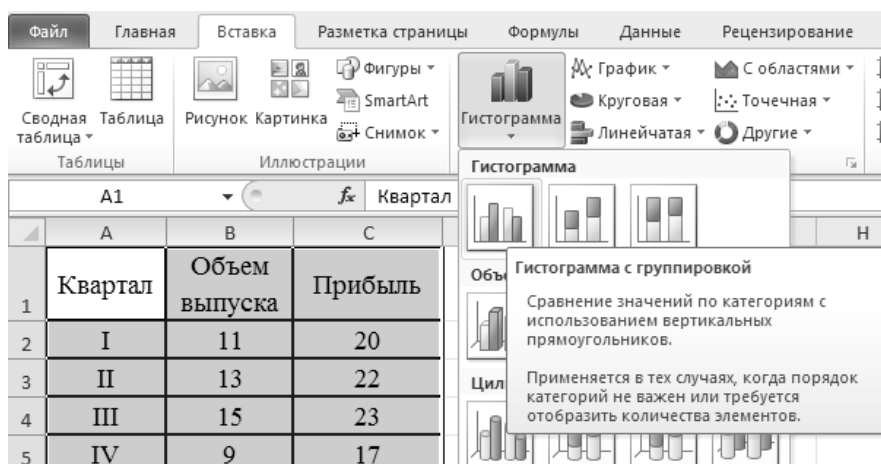 Файл Главная Вставка Разметка страницы Формулы Данные Рецензирование
Сводная таблица Таблица Рисунок Картинка Фигуры SmartArt Снимок Гистограмма График Круговая Линейчатая С областями Точечная Другие
Таблицы Иллюстрации
Гистограмма
A1 fx Квартал
A B C H
1 Квартал Объем выпуска Прибыль
2 I 11 20
3 II 13 22
4 III 15 23
5 IV 9 17
Объе
Цил
Гистограмма с группировкой
Сравнение значений по категориям с
использованием вертикальных
прямоугольников.
Применяется в тех случаях, когда порядок
категорий не важен или требуется
отобразить количества элементов.